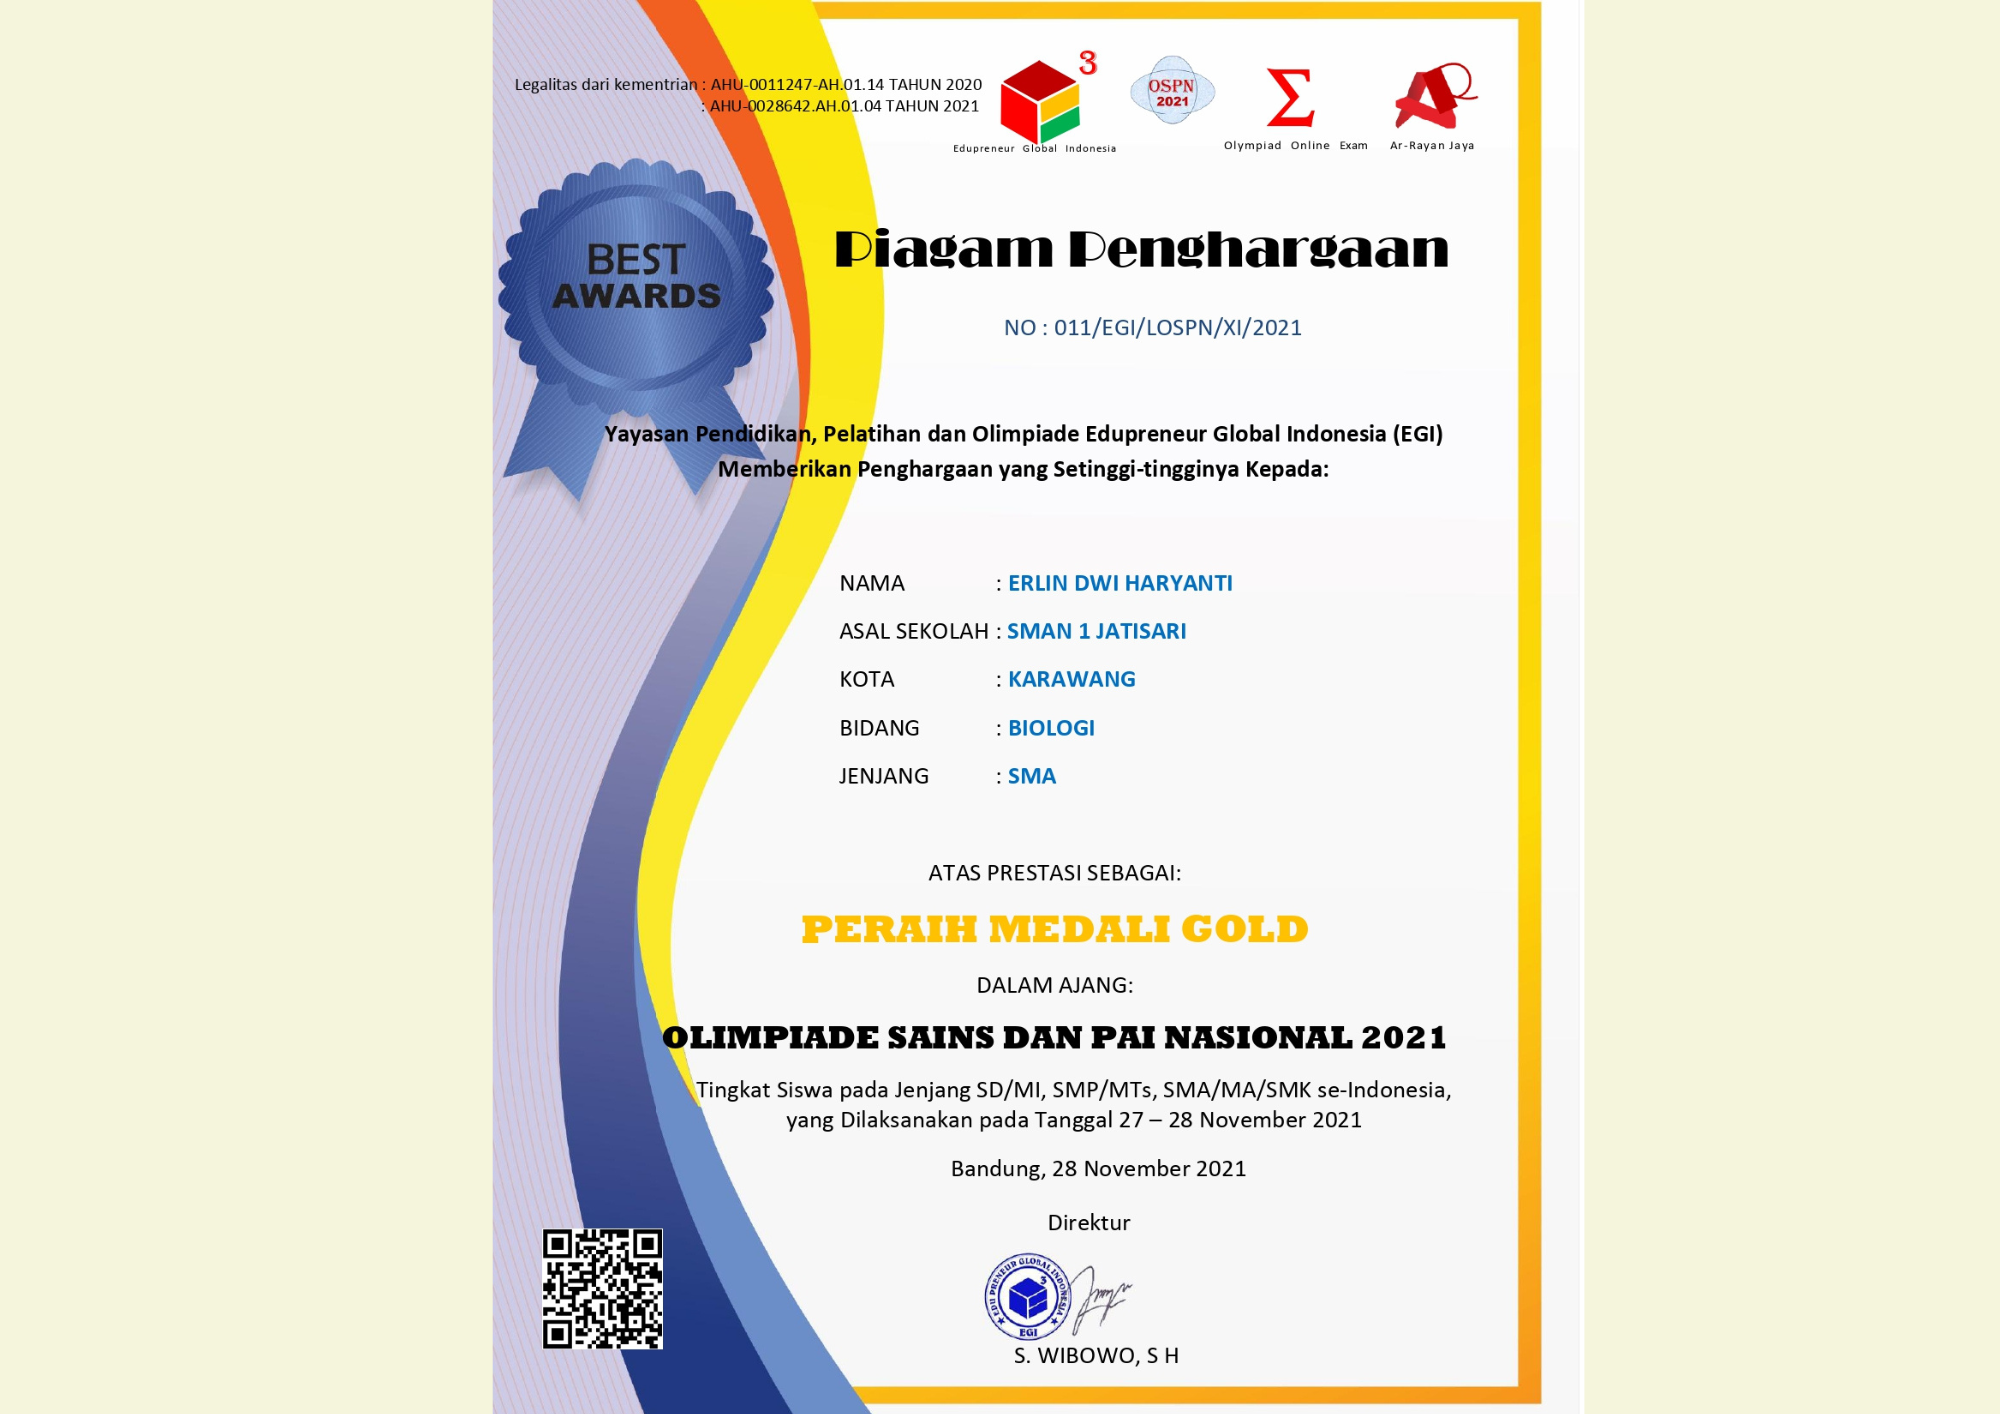 Legalitas dari kementrian : AHU-0011247-AH.01.14 TAHUN 2020
: AHU-0028642.AH.01.04 TAHUN 2021
3
Edupreneur Global Indonesia
OSPN
2021
Σ
Olympiad Online Exam
Ar-Rayan Jaya
BEST
AWARDS
Piagam Penghargaan
NO : 011/EGI/LOSPN/XI/2021
Yayasan Pendidikan, Pelatihan dan Olimpiade Edupreneur Global Indonesia (EGI)
Memberikan Penghargaan yang Setinggi-tingginya Kepada:
NAMA : ERLIN DWI HARYANTI
ASAL SEKOLAH : SMAN 1 JATISARI
KOTA : KARAWANG
BIDANG : BIOLOGI
JENJANG : SMA
ATAS PRESTASI SEBAGAI:
PERAIH MEDALI GOLD
DALAM AJANG:
OLIMPIADE SAINS DAN PAI NASIONAL 2021
Tingkat Siswa pada Jenjang SD/MI, SMP/MTs, SMA/MA/SMK se-Indonesia,
yang Dilaksanakan pada Tanggal 27 – 28 November 2021
Bandung, 28 November 2021
Direktur
EDU PRENEUR GLOBAL INDONESIA
3
EGI
S. WIBOWO, S H